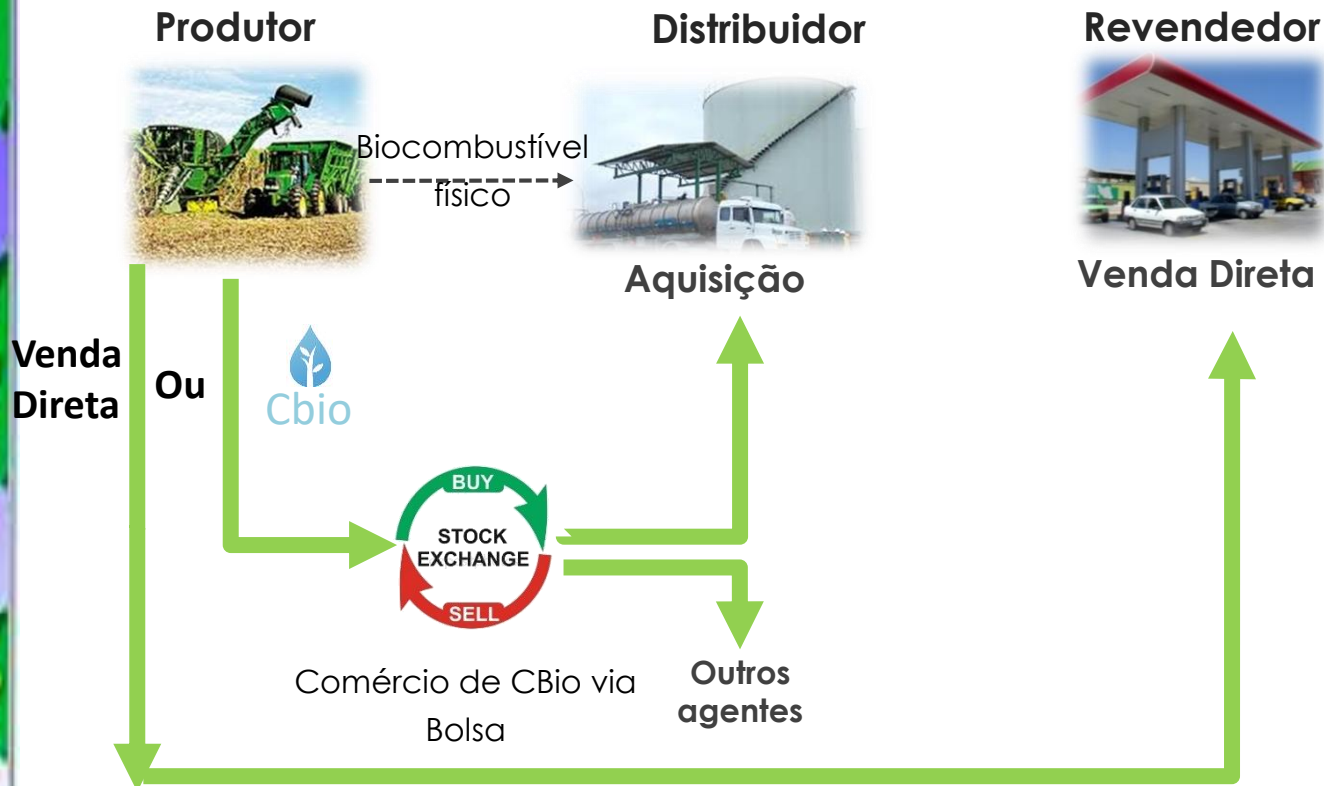 Produtor
Distribuidor
Revendedor
Biocombustível
físico
Aquisição
Venda Direta
Venda
Direta
Ou
Cbio
BUY
STOCK
EXCHANGE
SELL
Comércio de CBio via
Bolsa
Outros
agentes